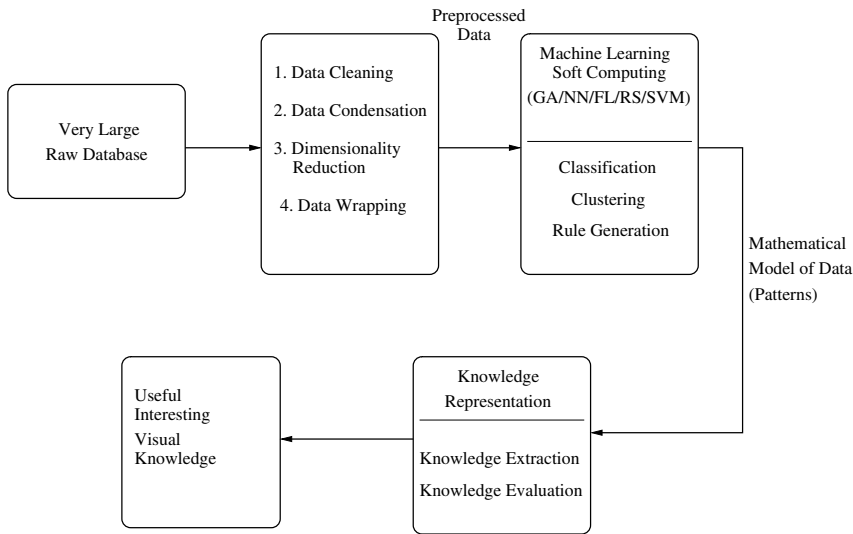 Very Large
Raw Database
1. Data Cleaning
2. Data Condensation
3. Dimensionality
Reduction
4. Data Wrapping
Preprocessed
Data
Machine Learning
Soft Computing
(GA/NN/FL/RS/SVM)
Classification
Clustering
Rule Generation
Mathematical
Model of Data
(Patterns)
Knowledge
Representation
Knowledge Extraction
Knowledge Evaluation
Useful
Interesting
Visual
Knowledge